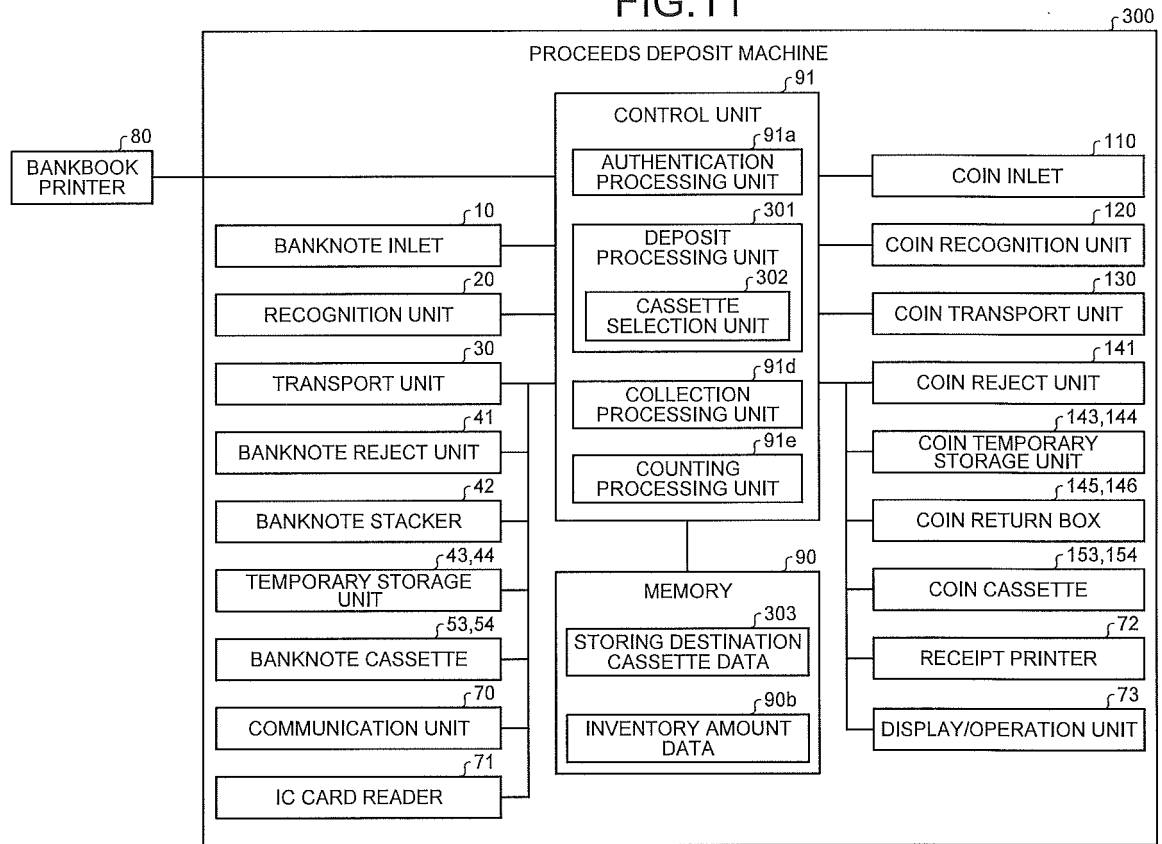 FIG.11
300
PROCEEDS DEPOSIT MACHINE
91
CONTROL UNIT
80
BANKBOOK
PRINTER
91a
AUTHENTICATION
PROCESSING UNIT
301
DEPOSIT
PROCESSING UNIT
302
CASSETTE
SELECTION UNIT
91d
COLLECTION
PROCESSING UNIT
91e
COUNTING
PROCESSING UNIT
10
BANKNOTE INLET
20
RECOGNITION UNIT
30
TRANSPORT UNIT
41
BANKNOTE REJECT UNIT
42
BANKNOTE STACKER
43,44
TEMPORARY STORAGE
UNIT
53,54
BANKNOTE CASSETTE
70
COMMUNICATION UNIT
71
IC CARD READER
90
MEMORY
303
STORING DESTINATION
CASSETTE DATA
90b
INVENTORY AMOUNT
DATA
110
COIN INLET
120
COIN RECOGNITION UNIT
130
COIN TRANSPORT UNIT
141
COIN REJECT UNIT
143,144
COIN TEMPORARY
STORAGE UNIT
145,146
COIN RETURN BOX
153,154
COIN CASSETTE
72
RECEIPT PRINTER
73
DISPLAY/OPERATION UNIT